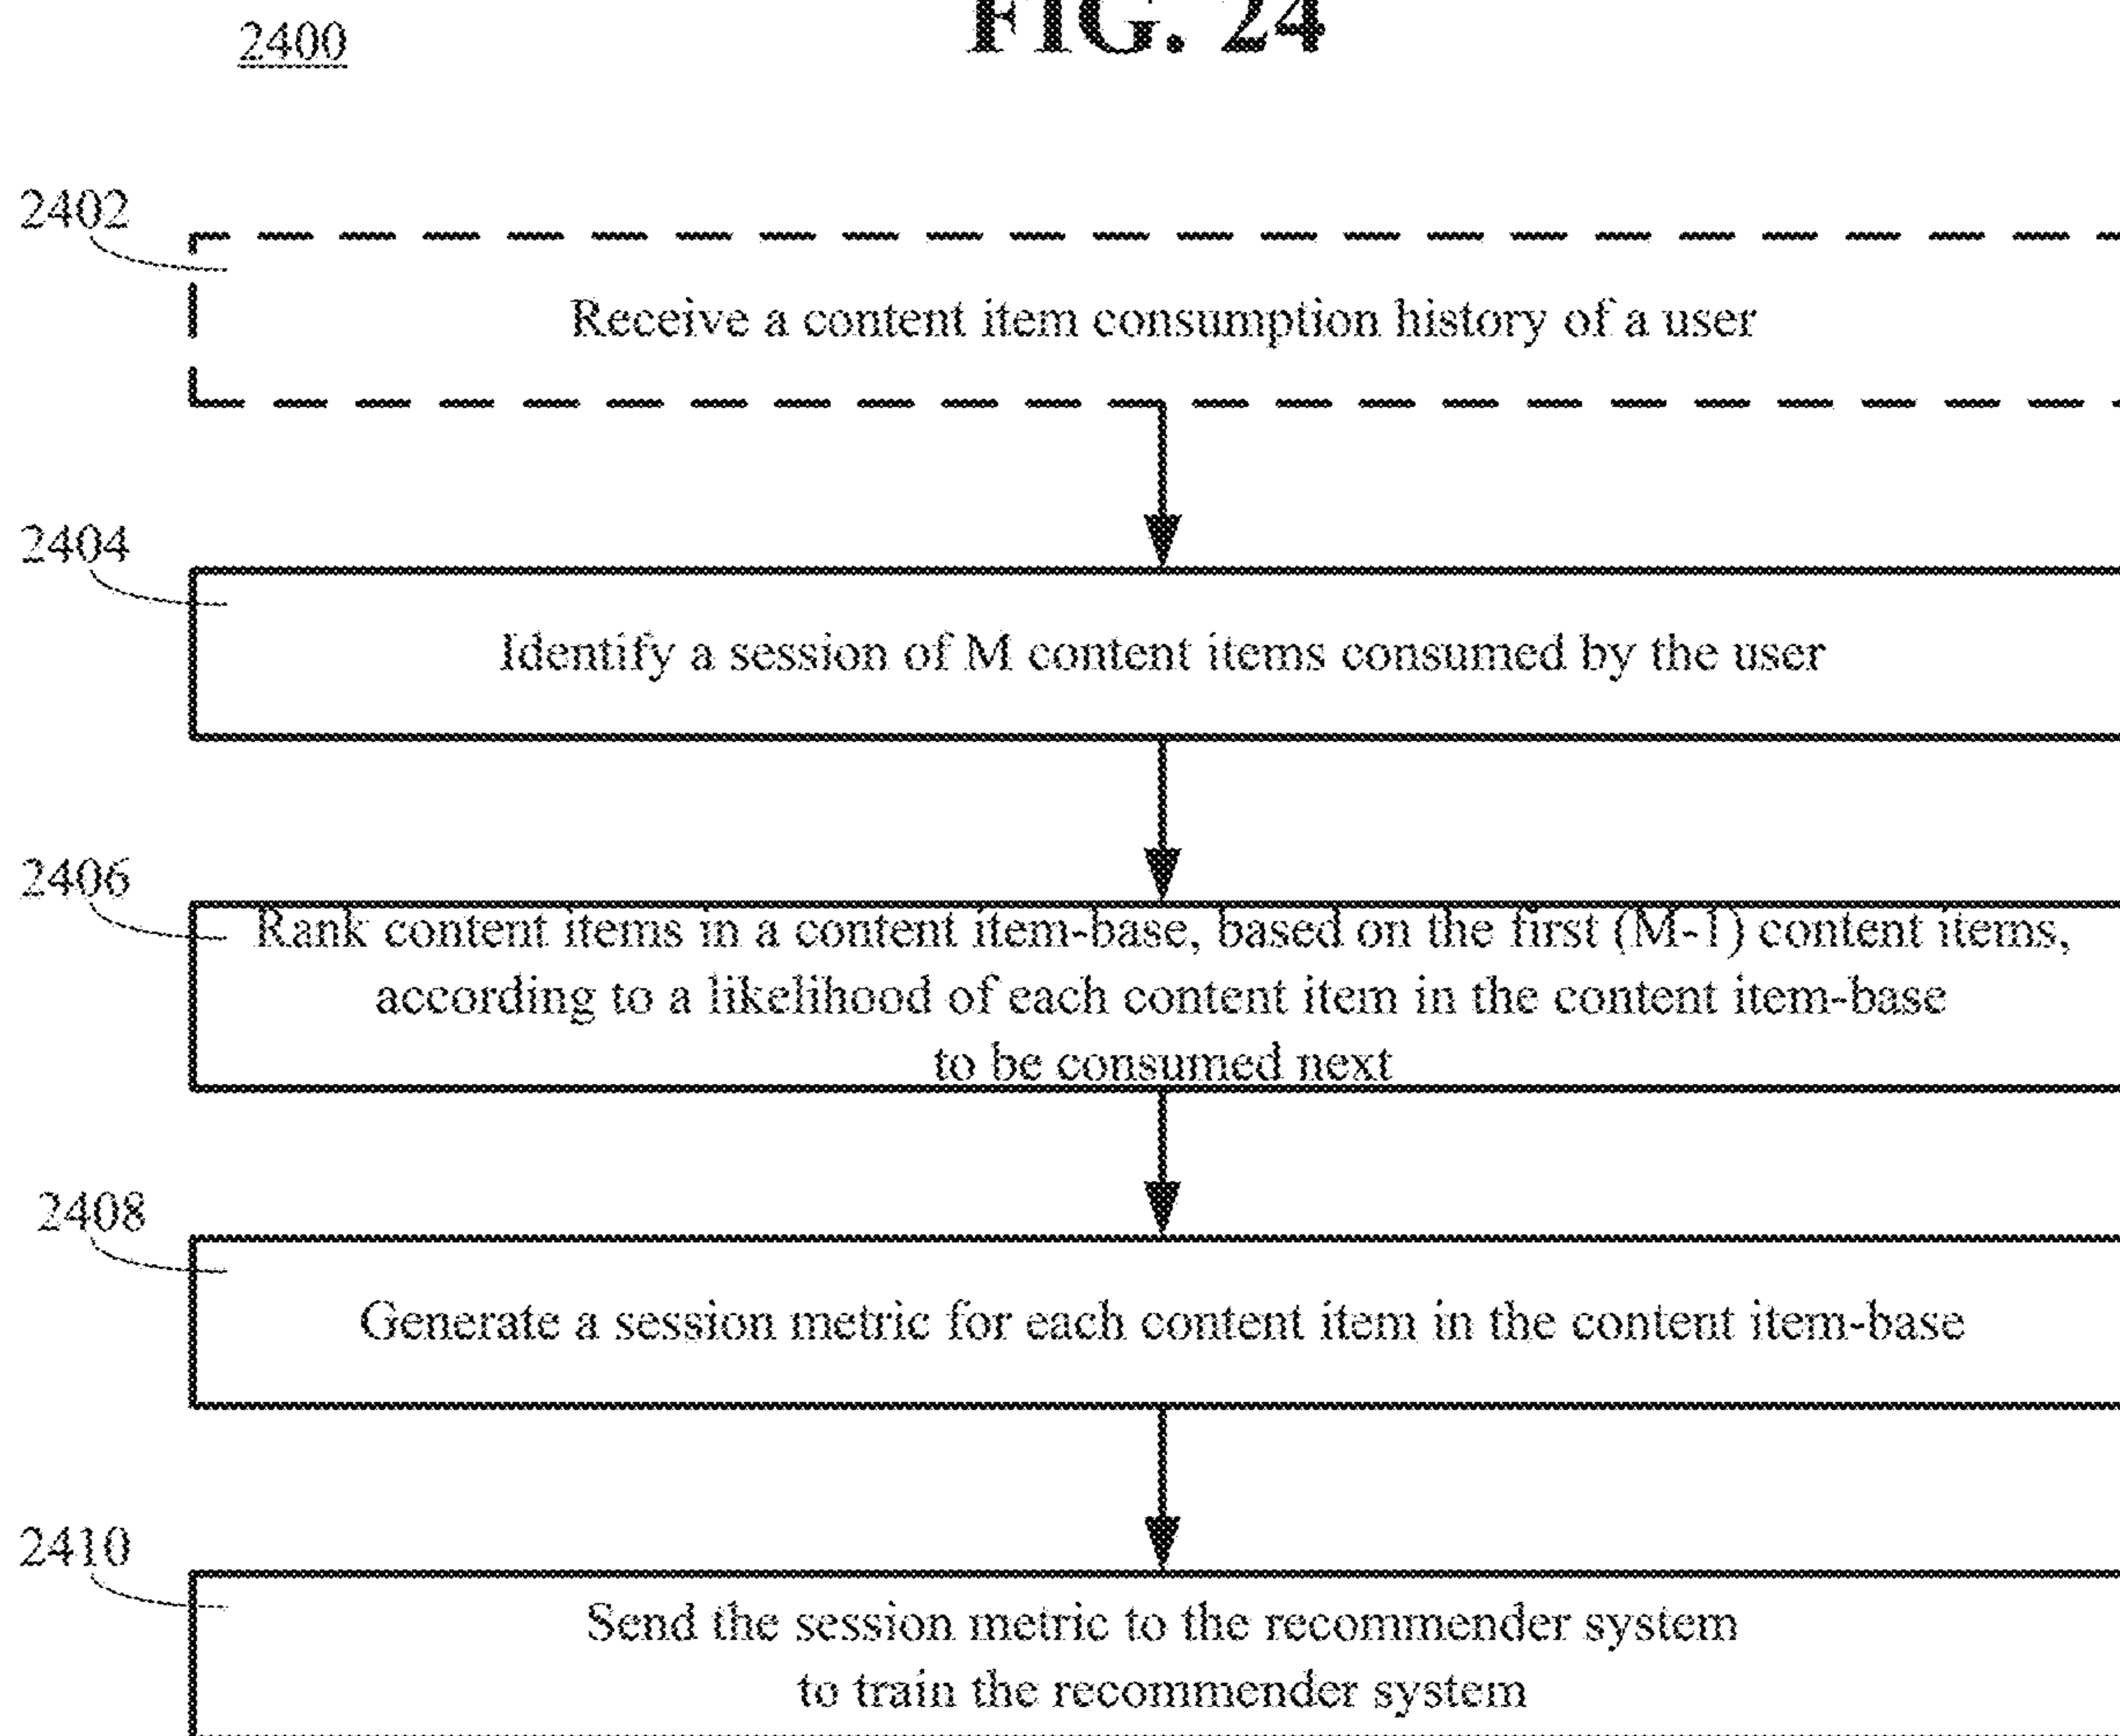 FIG. 24
2400
2402
Receive a content item consumption history of a user
2404
Identify a session of M content items consumed by the user
2406
Rank content items in a content item-base, based on the first (M-1) content items,
according to a likelihood of each content item in the content item-base
to be consumed next
2408
Generate a session metric for each content item in the content item-base
2410
Send the session metric to the recommender system
to train the recommender system